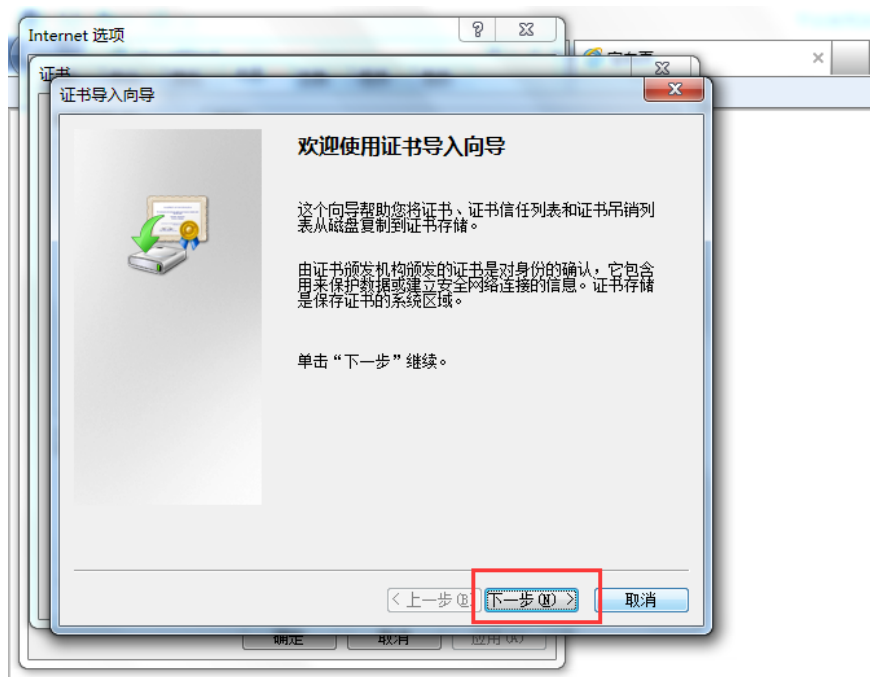 Internet 选项
证书
证书导入向导
欢迎使用证书导入向导
这个向导帮助您将证书、证书信任列表和证书吊销列
表从磁盘复制到证书存储。
由证书颁发机构颁发的证书是对身份的确认，它包含
用来保护数据或建立安全网络连接的信息。证书存储
是保存证书的系统区域。
单击“下一步”继续。
<上一步(B)
下一步(N) >
取消
确定
取消
应用(A)